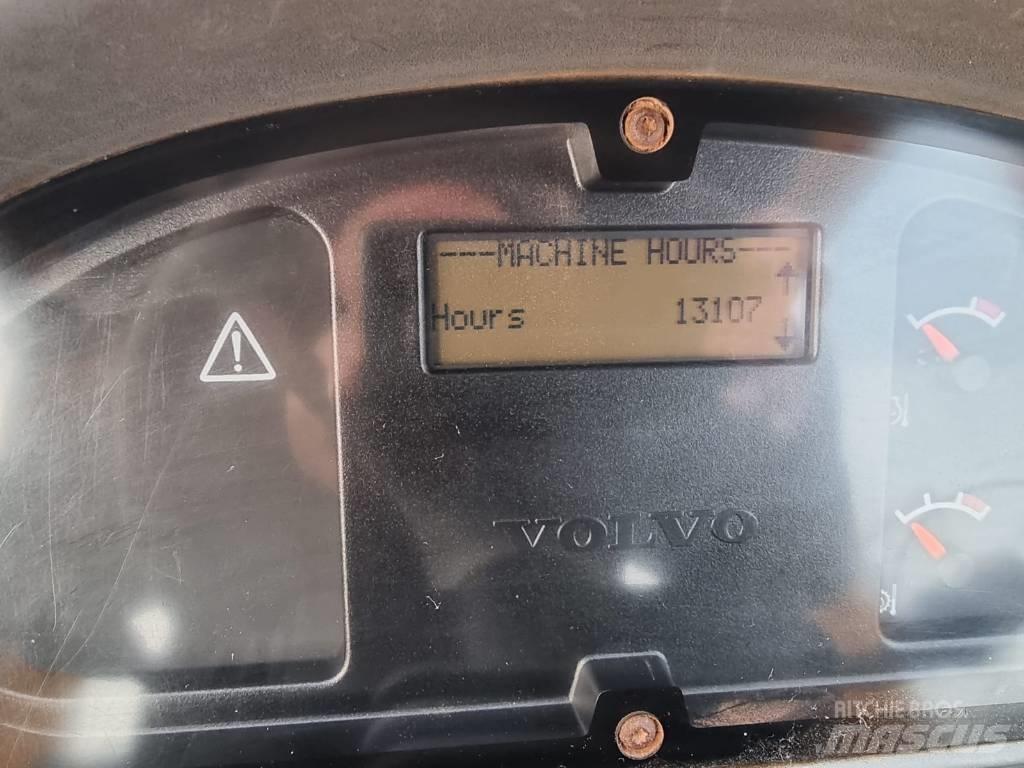 ---MACHINE HOURS---
Hours 13107
VOLVO
RITCHIE BROS.
MASCUS